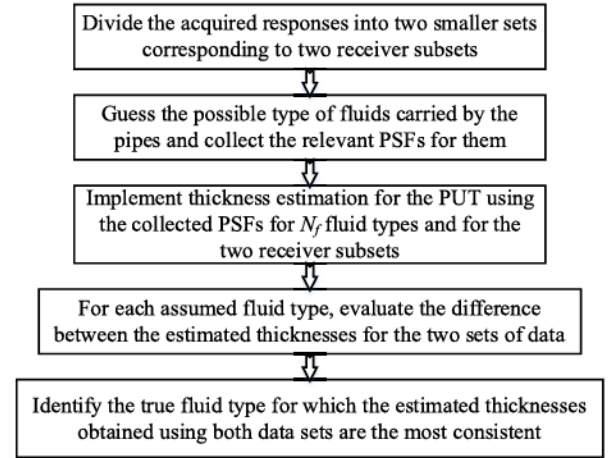 Divide the acquired responses into two smaller sets
corresponding to two receiver subsets
Guess the possible type of fluids carried by the
pipes and collect the relevant PSFs for them
Implement thickness estimation for the PUT using
the collected PSFs for Nf fluid types and for the
two receiver subsets
For each assumed fluid type, evaluate the difference
between the estimated thicknesses for the two sets of data
Identify the true fluid type for which the estimated thicknesses
obtained using both data sets are the most consistent